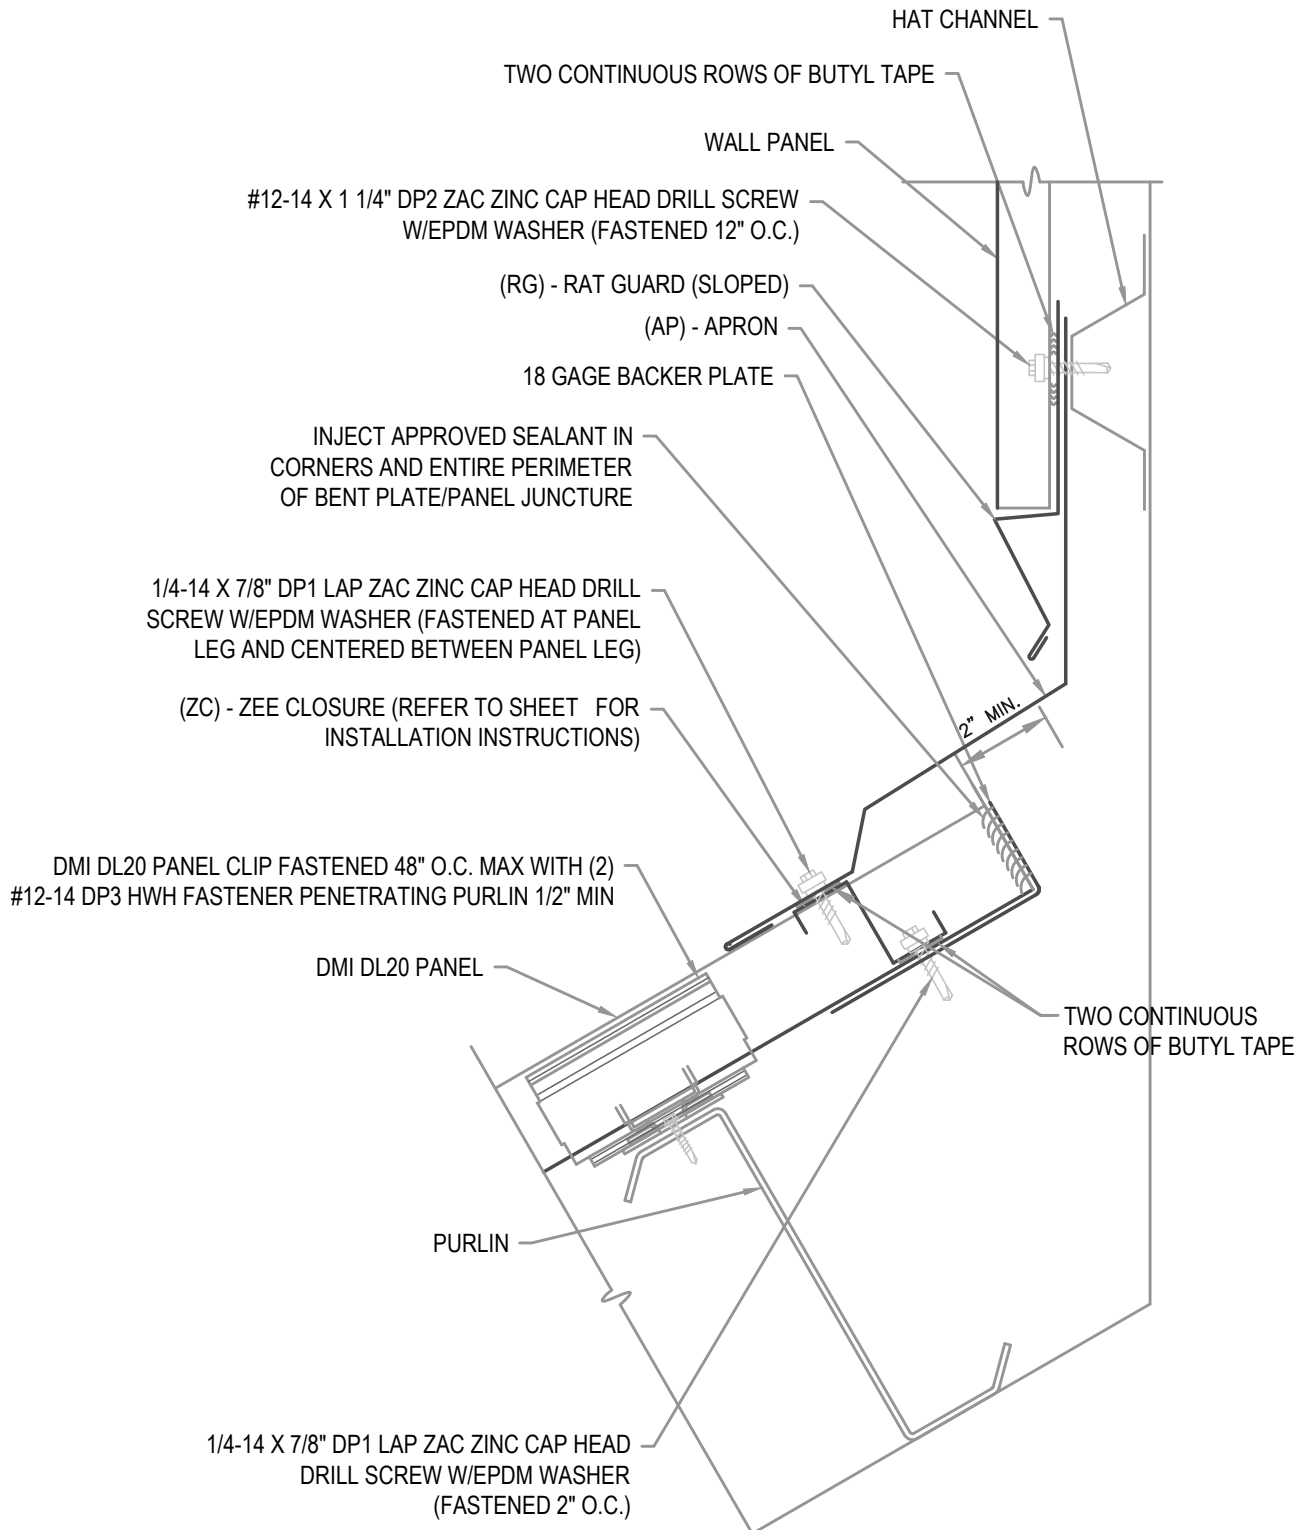 HAT CHANNEL
TWO CONTINUOUS ROWS OF BUTYL TAPE
WALL PANEL
#12-14 X 1 1/4" DP2 ZAC ZINC CAP HEAD DRILL SCREW
W/EPDM WASHER (FASTENED 12" O.C.)
(RG) - RAT GUARD (SLOPED)
(AP) - APRON
18 GAGE BACKER PLATE
INJECT APPROVED SEALANT IN
CORNERS AND ENTIRE PERIMETER
OF BENT PLATE/PANEL JUNCTURE
1/4-14 X 7/8" DP1 LAP ZAC ZINC CAP HEAD DRILL
SCREW W/EPDM WASHER (FASTENED AT PANEL
LEG AND CENTERED BETWEEN PANEL LEG)
(ZC) - ZEE CLOSURE (REFER TO SHEET FOR
INSTALLATION INSTRUCTIONS)
2" MIN.
DMI DL20 PANEL CLIP FASTENED 48" O.C. MAX WITH (2)
#12-14 DP3 HWH FASTENER PENETRATING PURLIN 1/2" MIN
DMI DL20 PANEL
TWO CONTINUOUS
ROWS OF BUTYL TAPE
PURLIN
1/4-14 X 7/8" DP1 LAP ZAC ZINC CAP HEAD
DRILL SCREW W/EPDM WASHER
(FASTENED 2" O.C.)